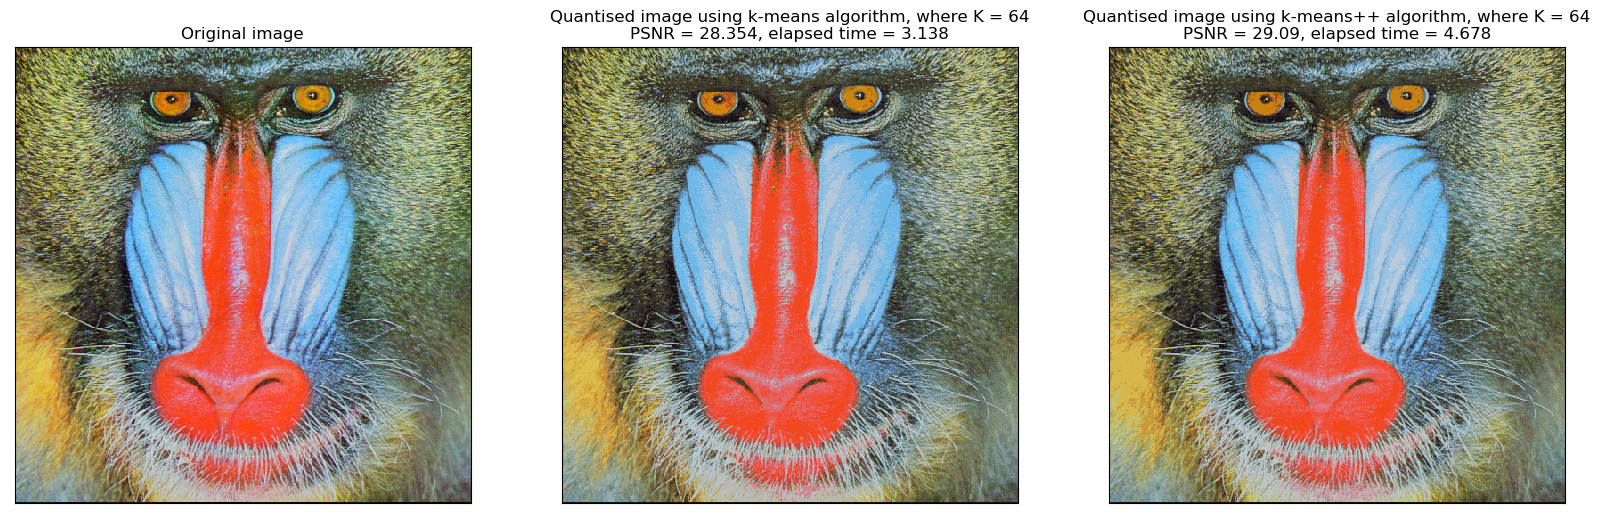 Original image
Quantised image using k-means algorithm, where K = 64
PSNR = 28.354, elapsed time = 3.138
Quantised image using k-means++ algorithm, where K = 64
PSNR = 29.09, elapsed time = 4.678